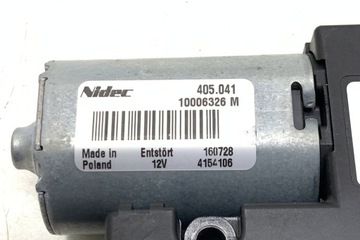 Nidec 405.041
10006326 M
Made in Entstört 160728
Poland 12V 4154106